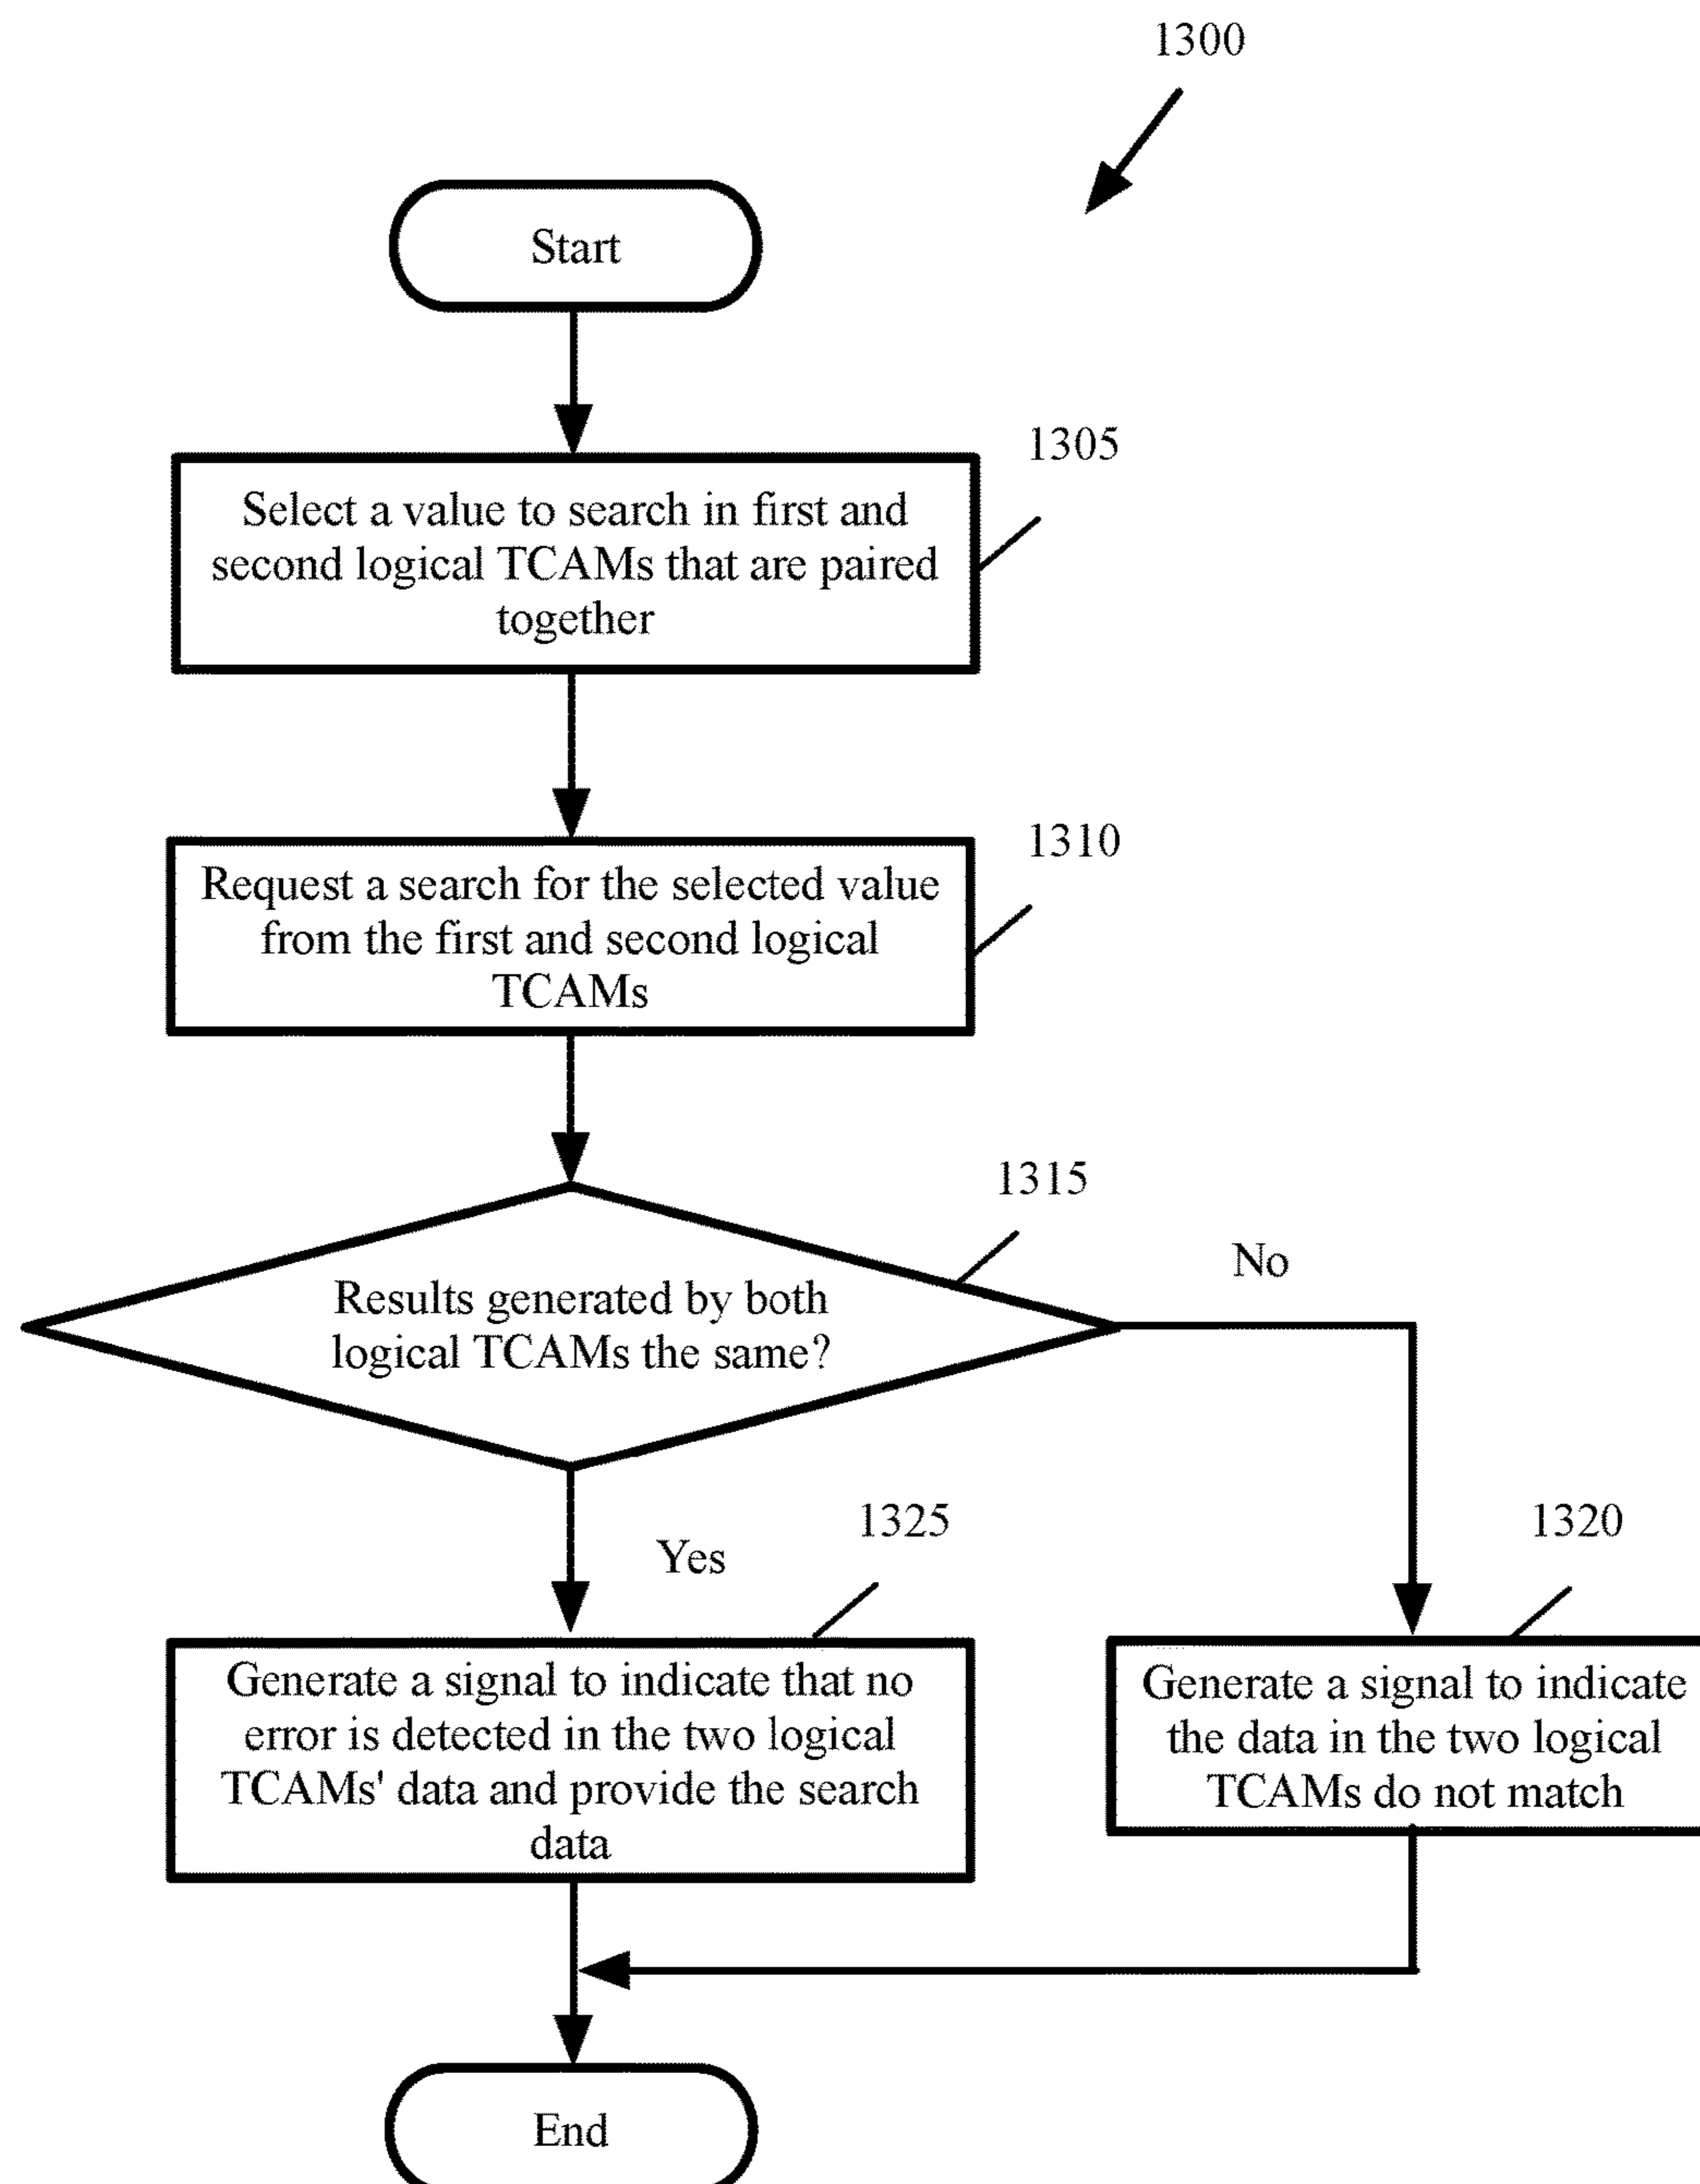 1300
Start
1305
Select a value to search in first and
second logical TCAMs that are paired
together
1310
Request a search for the selected value
from the first and second logical
TCAMs
1315
Results generated by both
logical TCAMs the same?
No
Yes
1325
Generate a signal to indicate that no
error is detected in the two logical
TCAMs' data and provide the search
data
1320
Generate a signal to indicate
the data in the two logical
TCAMs do not match
End